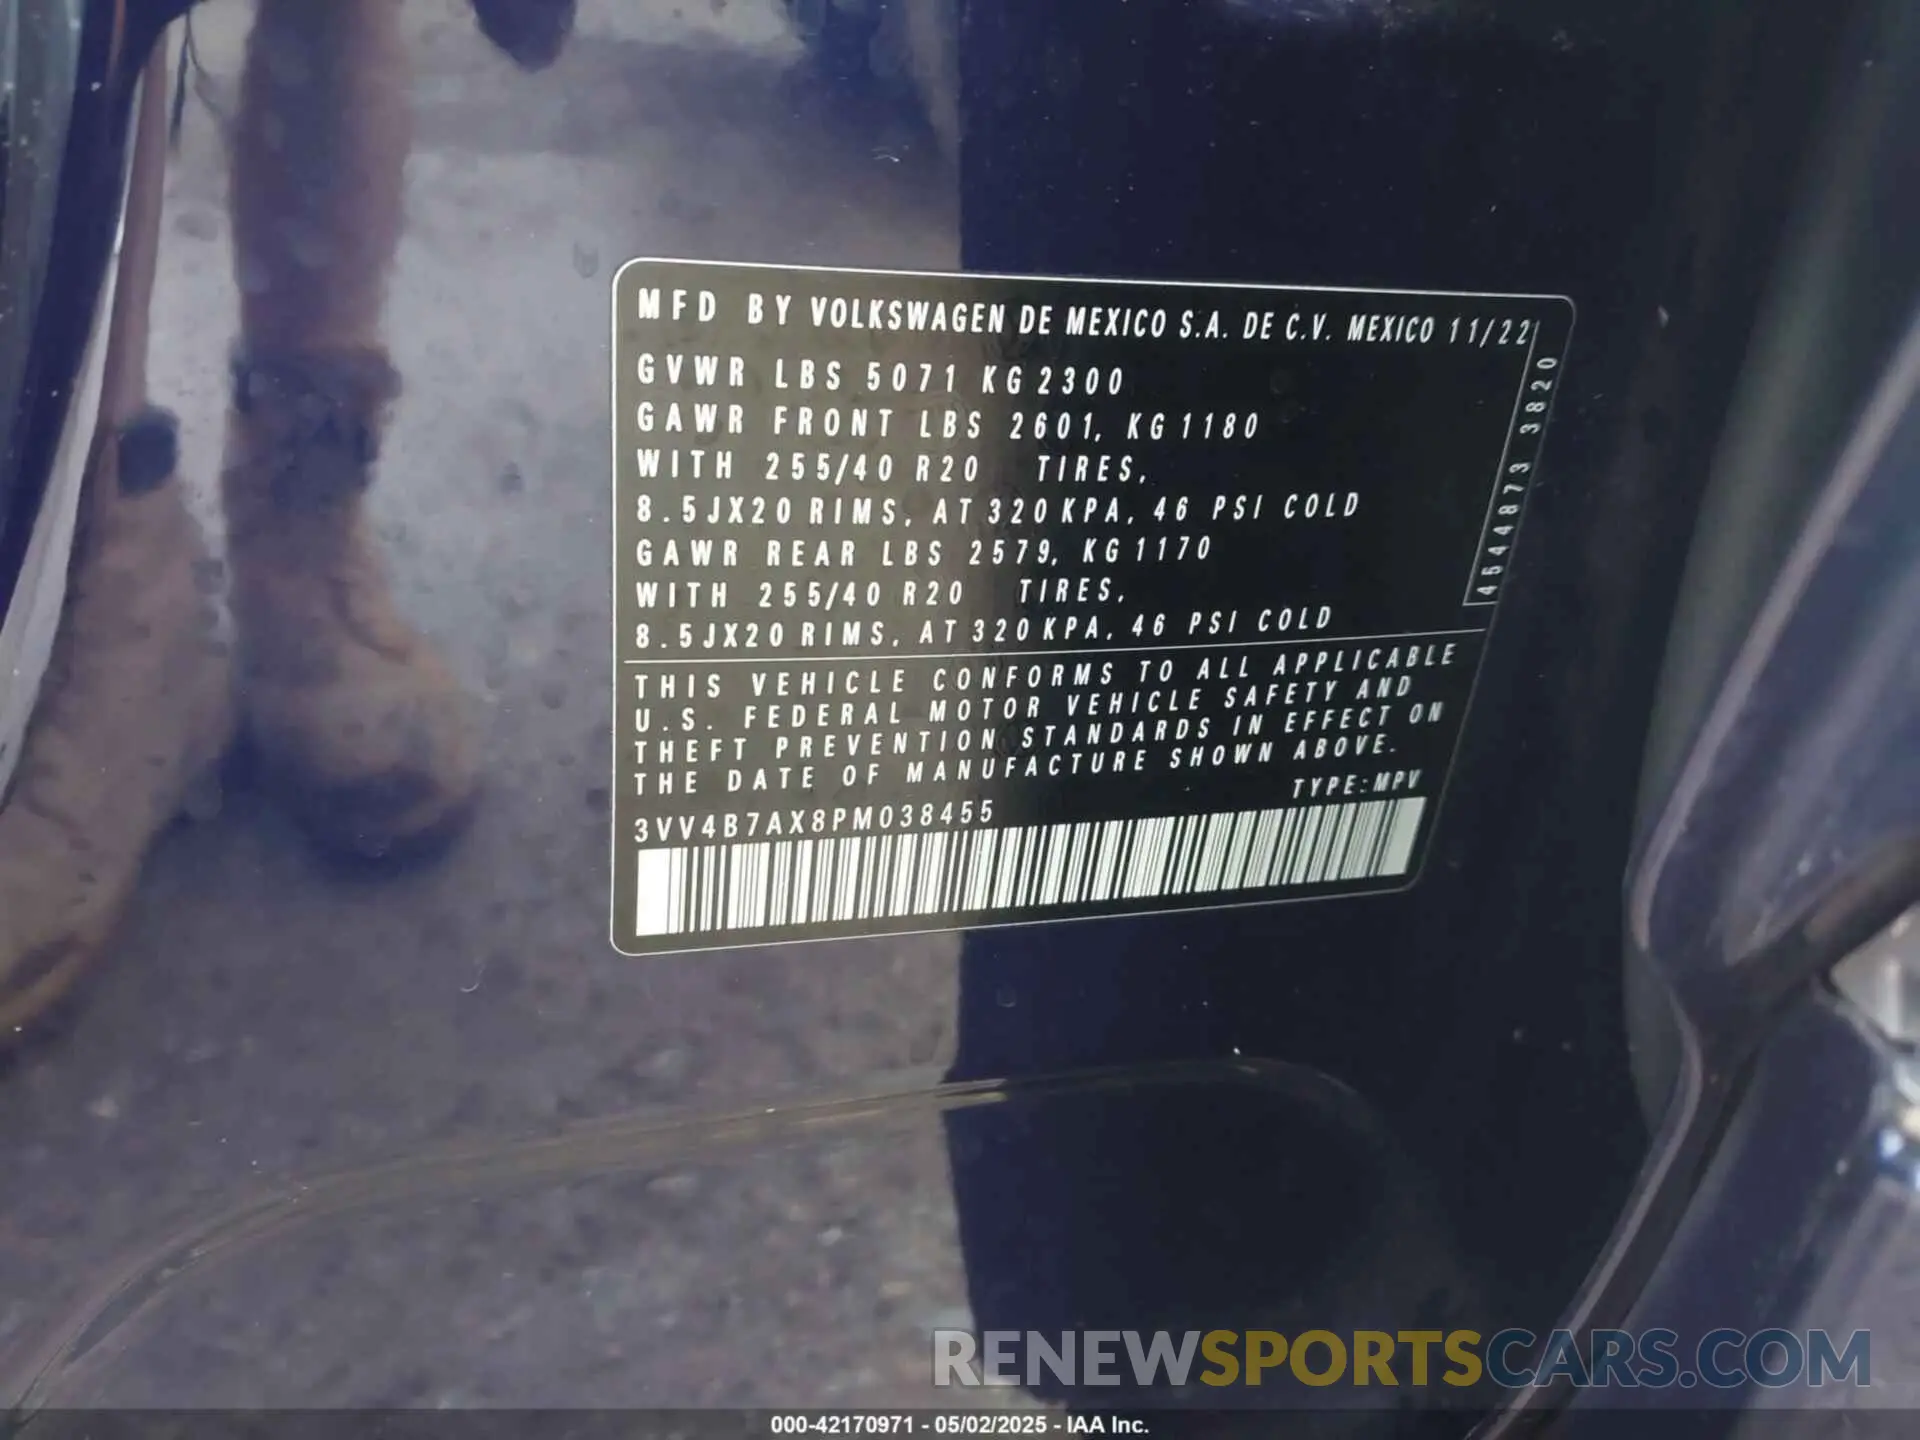 MFD BY VOLKSWAGEN DE MEXICO S.A. DE C.V. MEXICO 11/22
GVWR LBS 5071 KG 2300
GAWR FRONT LBS 2601, KG 1180
WITH 255/40 R20 TIRES,
8.5JX20 RIMS, AT 320 KPA, 46 PSI COLD
GAWR REAR LBS 2579, KG 1170
WITH 255/40 R20 TIRES,
8.5JX20 RIMS, AT 320 KPA, 46 PSI COLD
4544873 3820
THIS VEHICLE CONFORMS TO ALL APPLICABLE
U.S. FEDERAL MOTOR VEHICLE SAFETY AND
THEFT PREVENTION STANDARDS IN EFFECT ON
THE DATE OF MANUFACTURE SHOWN ABOVE.
TYPE: MPV
3VV4B7AX8PM038455
RENEWSPORTSCARS.COM
000-42170971 - 05/02/2025 - IAA Inc.